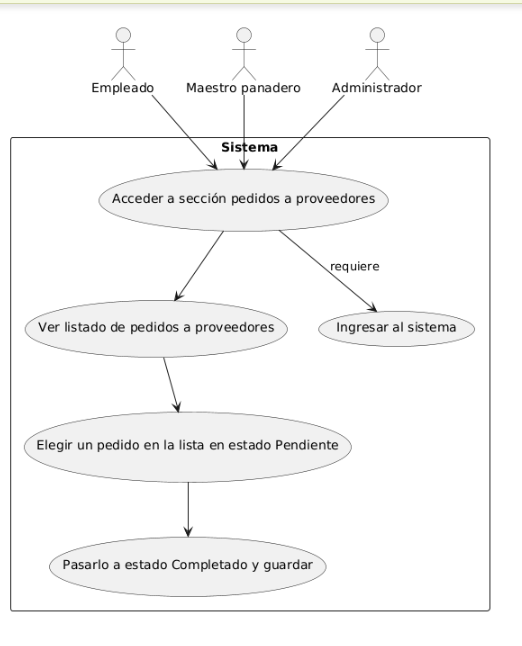 Empleado
Maestro panadero
Administrador
Sistema
Acceder a sección pedidos a proveedores
requiere
Ver listado de pedidos a proveedores
Ingresar al sistema
Elegir un pedido en la lista en estado Pendiente
Pasarlo a estado Completado y guardar